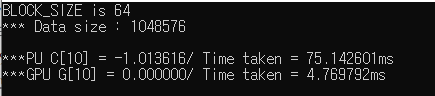 BLOCK_SIZE is 64
*** Data size : 1048576
***PU C[10] = -1.013616/ Time taken = 75.142601ms
***GPU G[10] = 0.000000/ Time taken = 4.769792ms